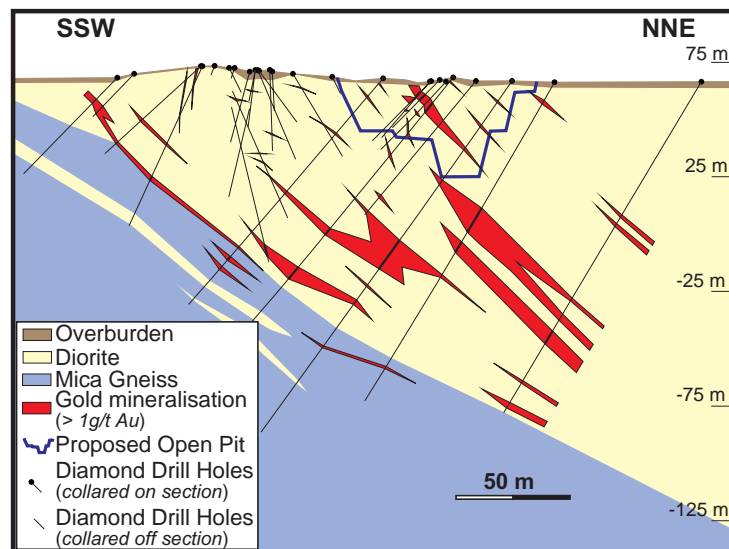 SSW
NNE
75 m
25 m
-25 m
-75 m
-125 m
Overburden
Diorite
Mica Gneiss
Gold mineralisation
(> 1g/t Au)
Proposed Open Pit
Diamond Drill Holes
(collared on section)
Diamond Drill Holes
(collared off section)
50 m